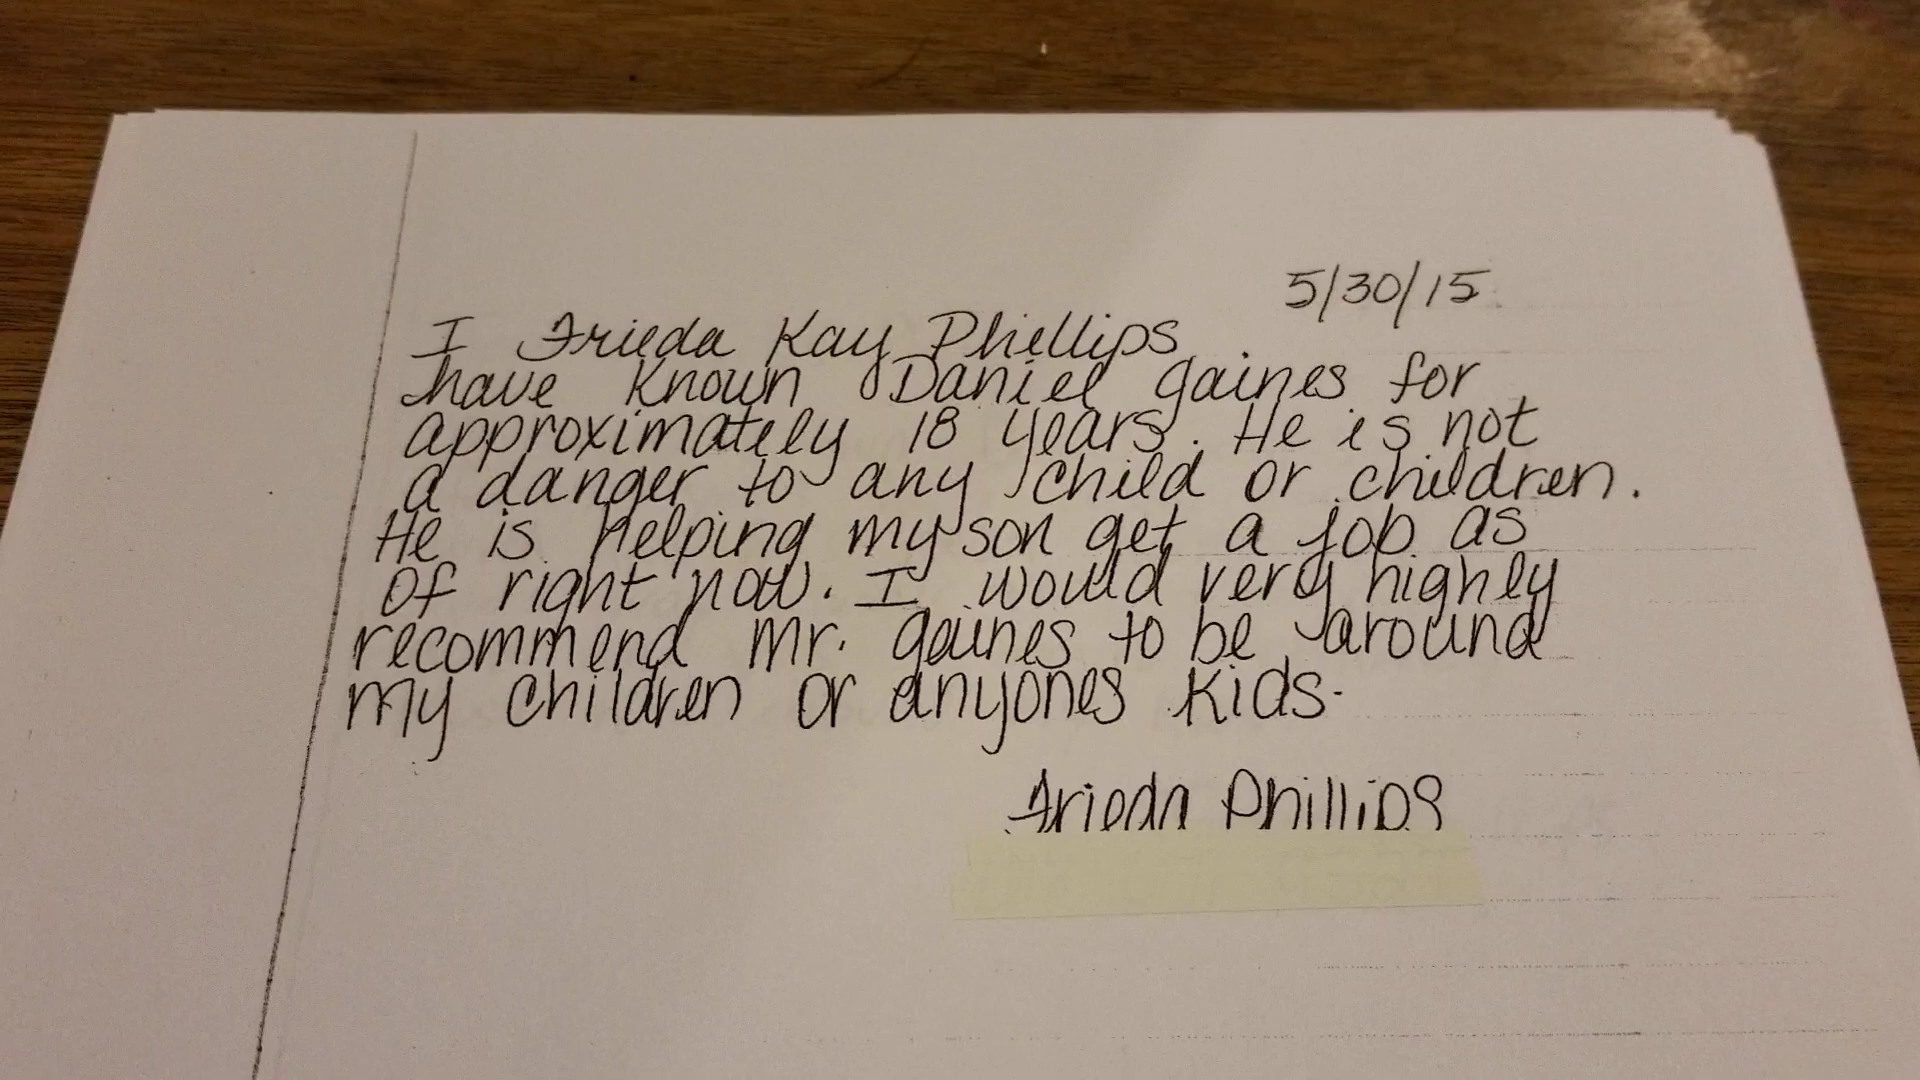 5/30/15
I Frieda Kay Phillips
have known Daniel gaines for
approximately 18 years. He is not
a danger to any child or children.
He is helping my son get a job as
of right now. I would very highly
recommend Mr. gaines to be around
my children or anyones kids.
Frieda Phillips